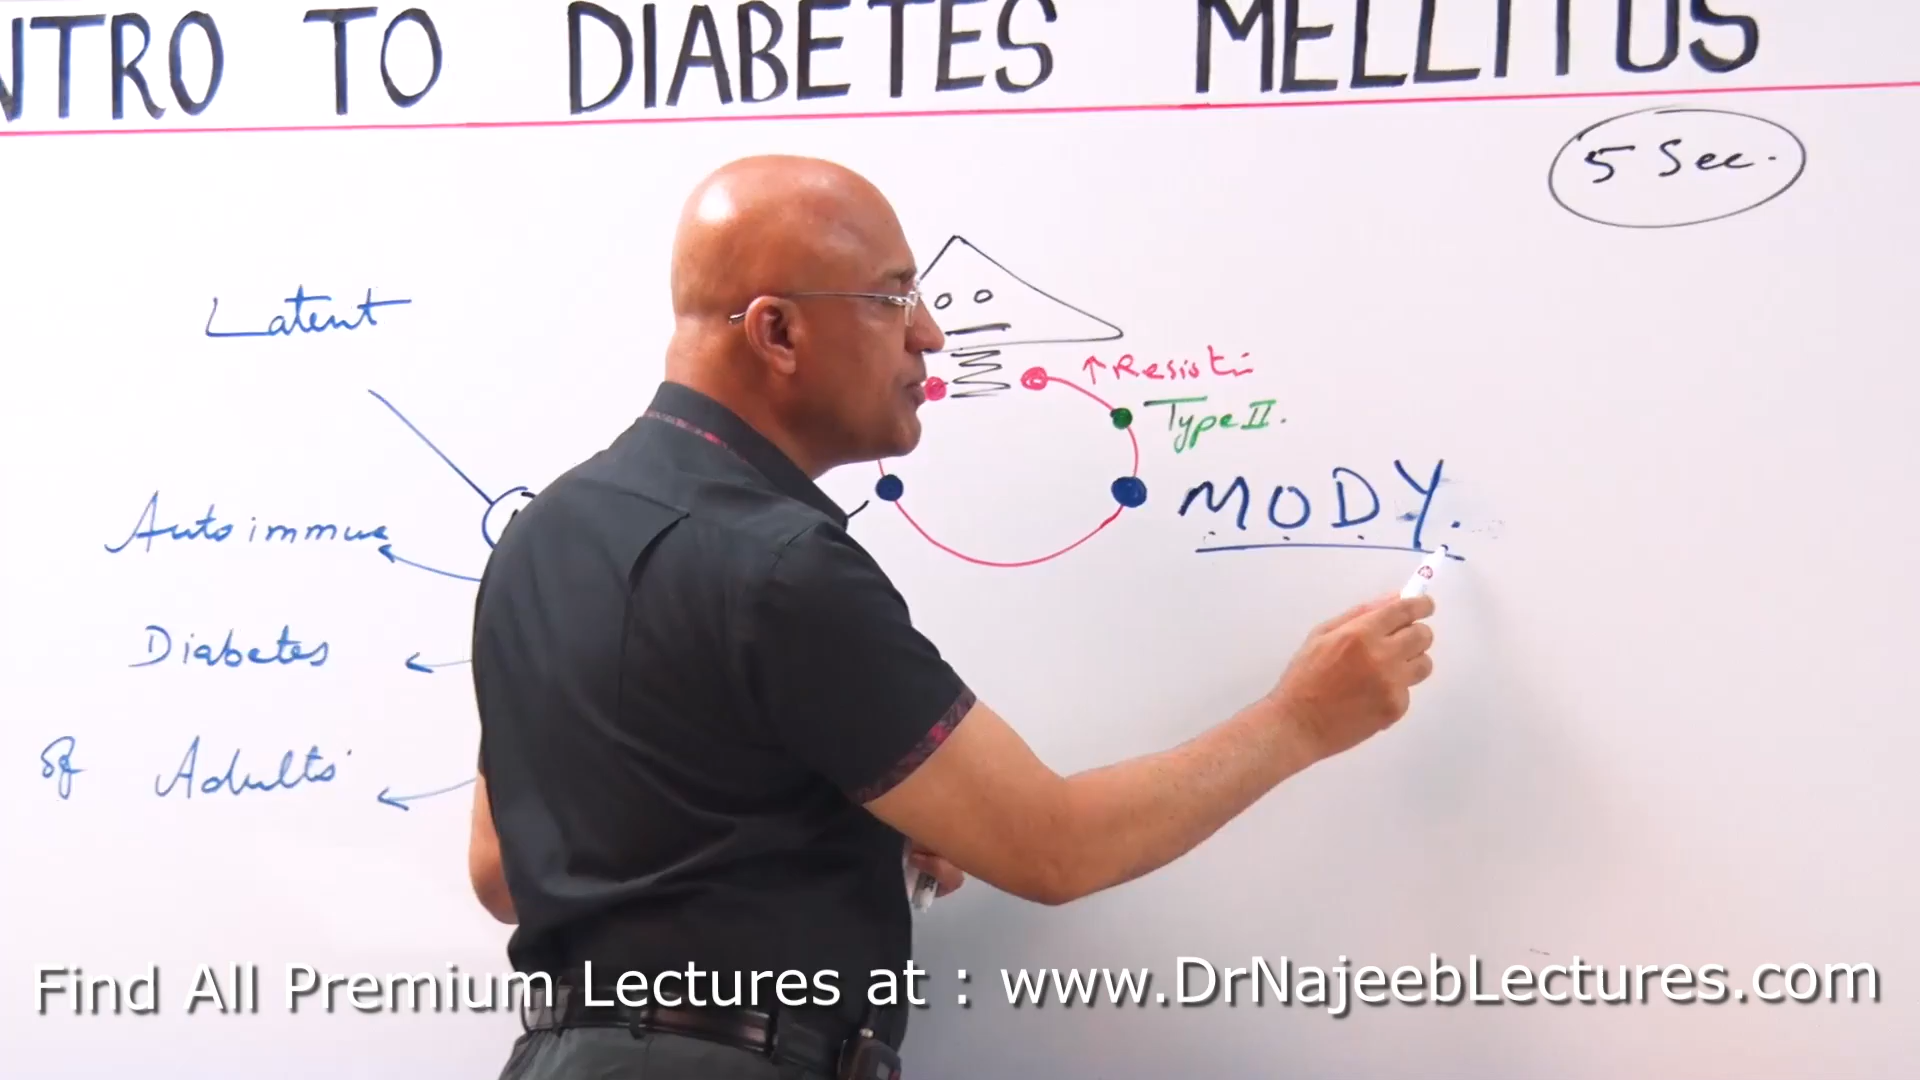 NTRO TO DIABETES MELLITUS
5 Sec.
Latent
↑ Resisti
Type II.
MODY.
Autoimmue
Diabetes
of Adults
Find All Premium Lectures at : www.DrNajeebLectures.com